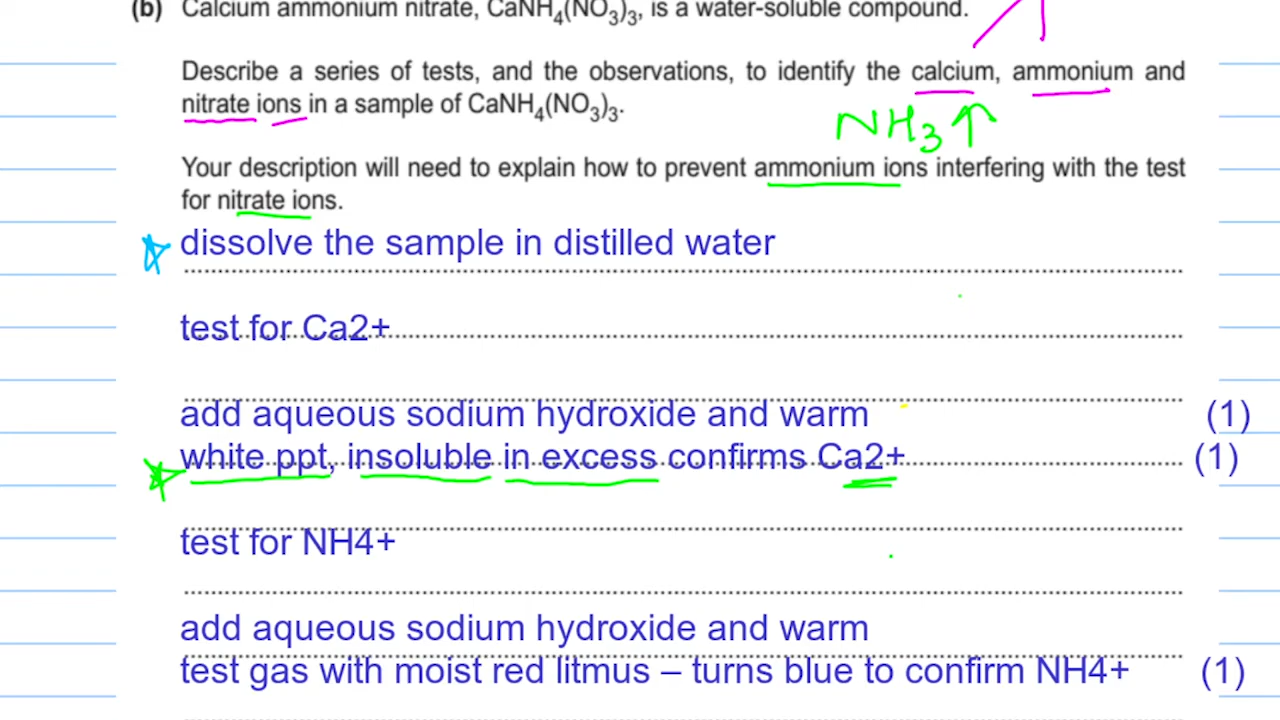 (b) Calcium ammonium nitrate, CaNH₄(NO₃)₃, is a water-soluble compound.
Describe a series of tests, and the observations, to identify the calcium, ammonium and
nitrate ions in a sample of CaNH₄(NO₃)₃.
NH₃ ↑
Your description will need to explain how to prevent ammonium ions interfering with the test
for nitrate ions.
dissolve the sample in distilled water
test for Ca2+
add aqueous sodium hydroxide and warm (1)
white ppt, insoluble in excess confirms Ca2+ (1)
test for NH4+
add aqueous sodium hydroxide and warm
test gas with moist red litmus – turns blue to confirm NH4+ (1)